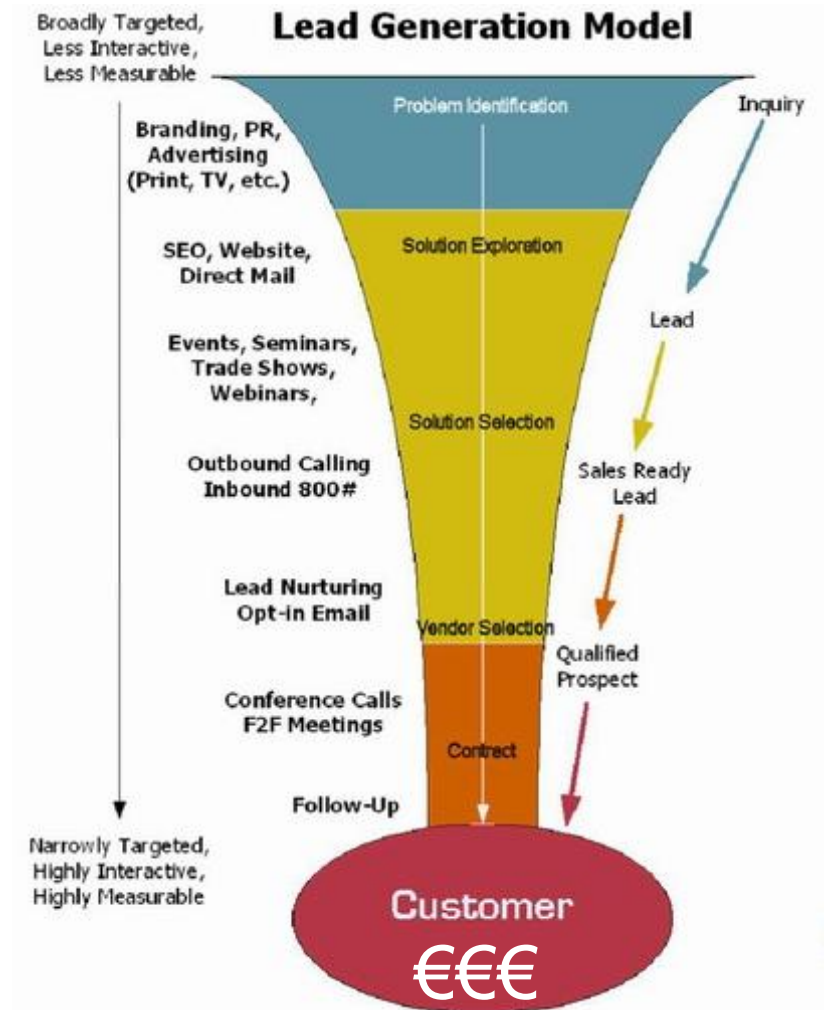 Lead Generation Model
Broadly Targeted,
Less Interactive,
Less Measurable
Problem Identification
Inquiry
Branding, PR,
Advertising
(Print, TV, etc.)
Solution Exploration
SEO, Website,
Direct Mail
Lead
Events, Seminars,
Trade Shows,
Webinars,
Solution Selection
Outbound Calling
Inbound 800#
Sales Ready
Lead
Lead Nurturing
Opt-in Email
Vendor Selection
Qualified
Prospect
Conference Calls
F2F Meetings
Contract
Follow-Up
Narrowly Targeted,
Highly Interactive,
Highly Measurable
Customer
€€€